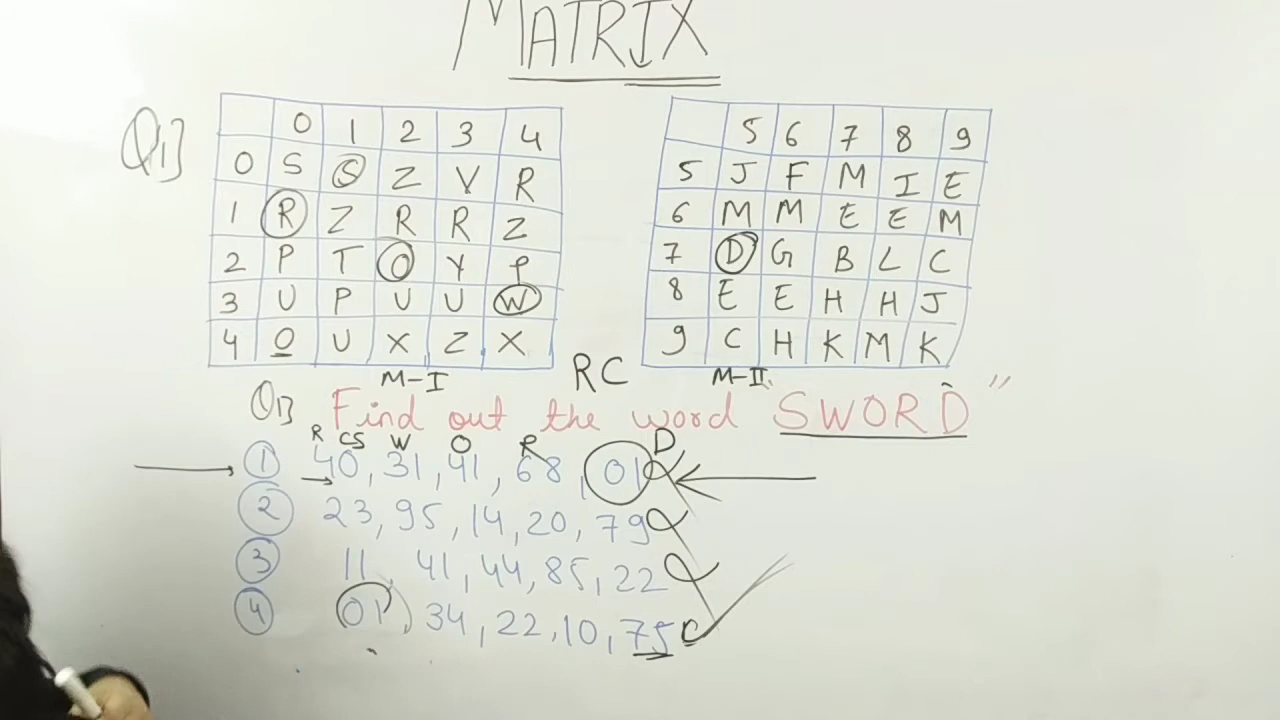 MATRIX
Q1]
0 1 2 3 4
0 S S Z V R
1 R Z R R Z
2 P T O Y P
3 U P U U W
4 O U X Z X
M-I
5 6 7 8 9
5 J F M I E
6 M M E E M
7 D G B L C
8 E E H H J
9 C H K M K
M-II
RC
Q1] Find out the word "SWORD"
R C S W O R D
① 40, 31, 41, 68, 01
② 23, 95, 14, 20, 79
③ 11, 41, 44, 85, 22
④ 01, 34, 22, 10, 75